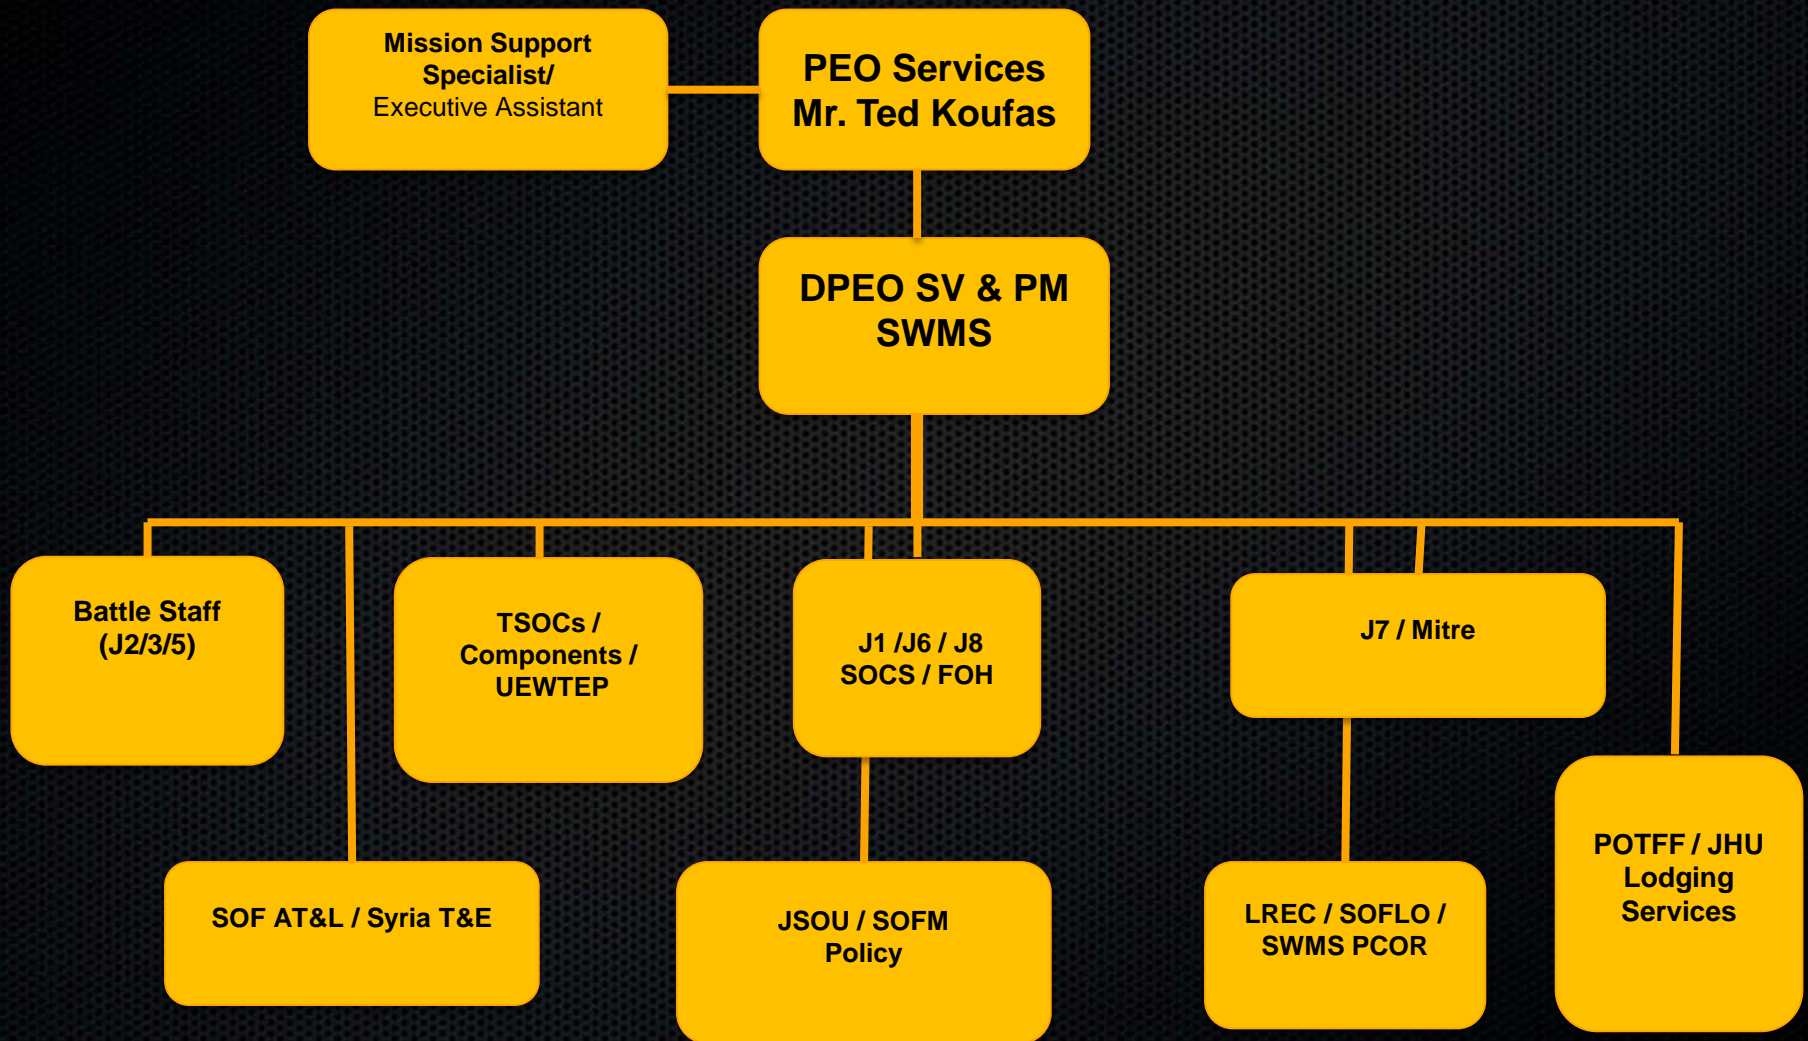 Mission Support
Specialist/
Executive Assistant
PEO Services
Mr. Ted Koufas
DPEO SV & PM
SWMS
Battle Staff
(J2/3/5)
TSOCs /
Components /
UEWTEP
J1 /J6 / J8
SOCS / FOH
J7 / Mitre
SOF AT&L / Syria T&E
JSOU / SOFM
Policy
LREC / SOFLO /
SWMS PCOR
POTFF / JHU
Lodging
Services